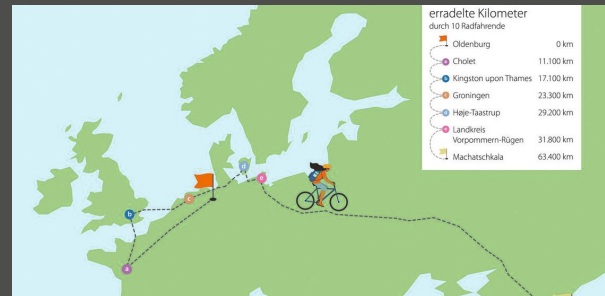 erradelte Kilometer
durch 10 Radfahrende
Oldenburg 0 km
a Cholet 11.100 km
b Kingston upon Thames 17.100 km
c Groningen 23.300 km
d Høje-Taastrup 29.200 km
e Landkreis
Vorpommern-Rügen 31.800 km
Machatschkala 63.400 km
d
e
c
b
a